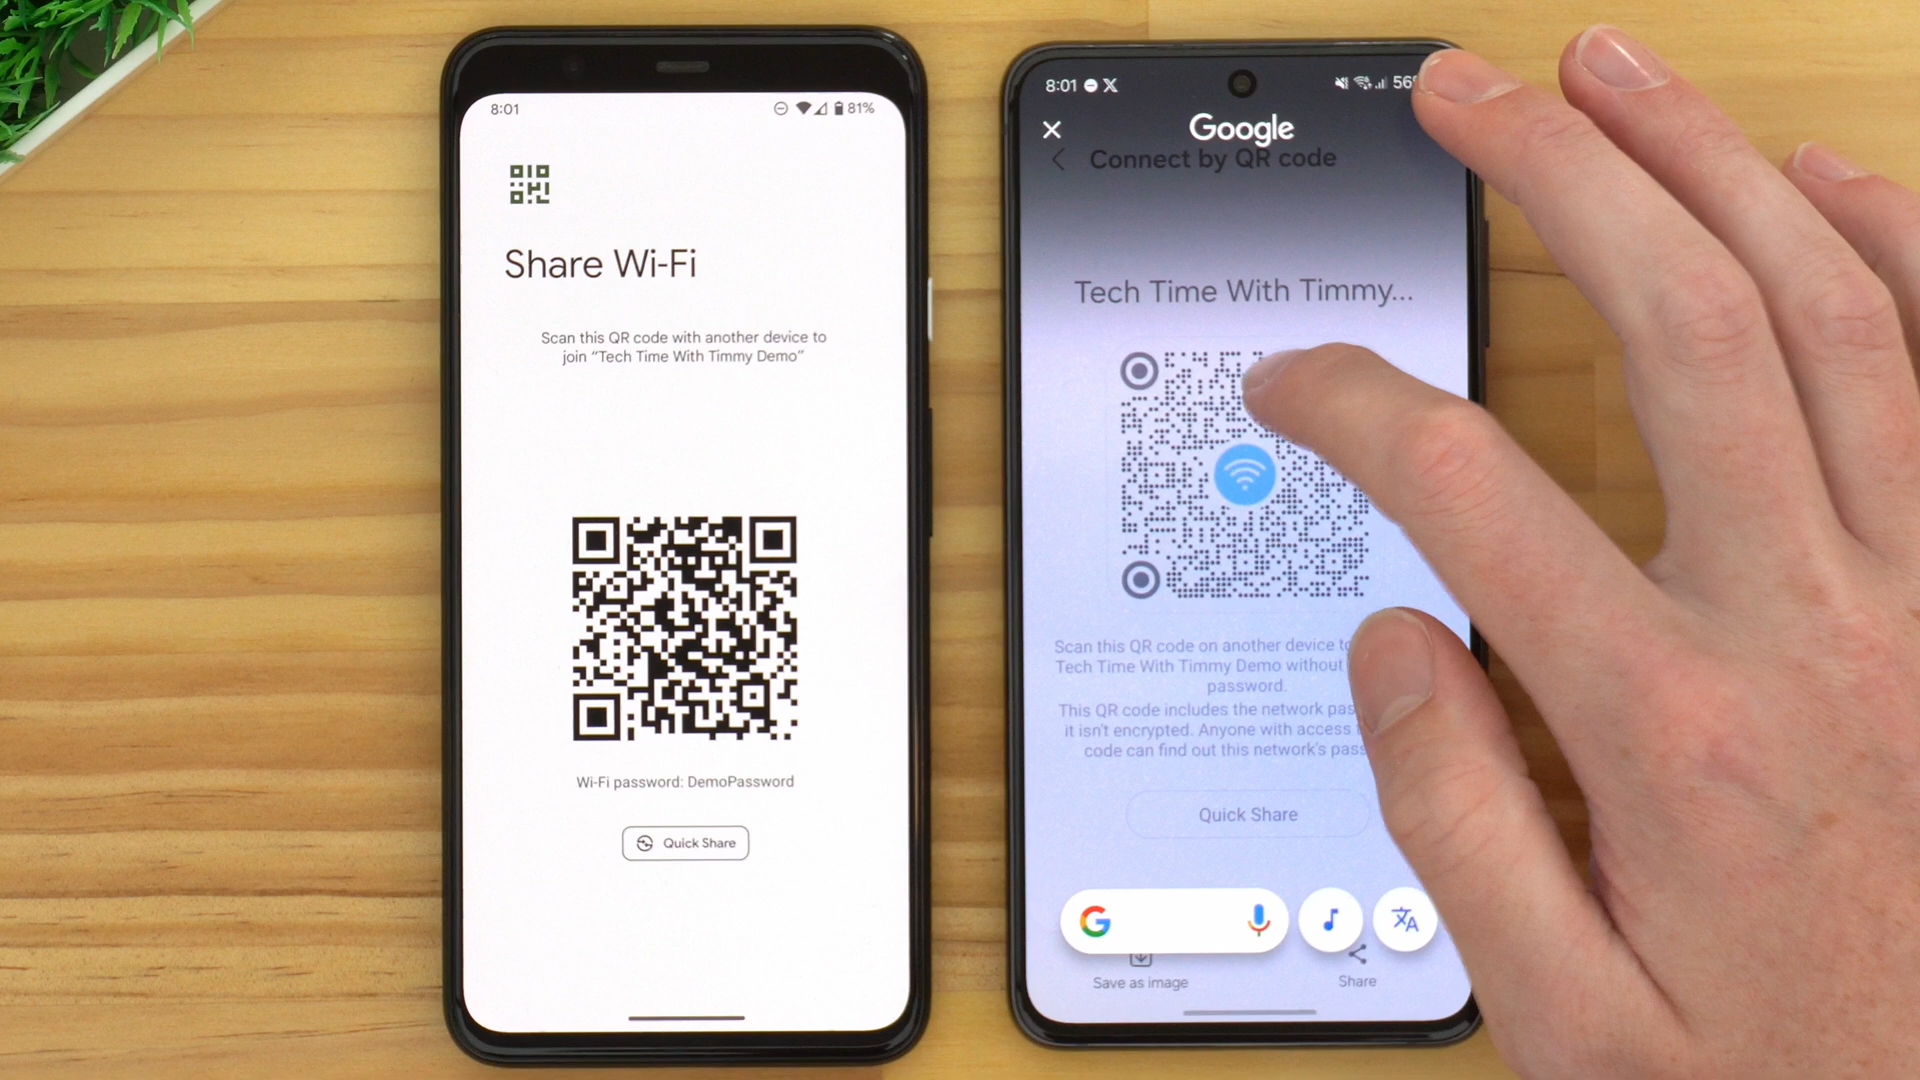 8:01
81%
Share Wi-Fi
Scan this QR code with another device to
join “Tech Time With Timmy Demo”
Wi-Fi password: DemoPassword
Quick Share
8:01 X
56
Google
Connect by QR code
Tech Time With Timmy...
Scan this QR code on another device
Tech Time With Timmy Demo without
password.
This QR code includes the network
it isn't encrypted. Anyone with access
code can find out this network's
Quick Share
G
Save as image
Share